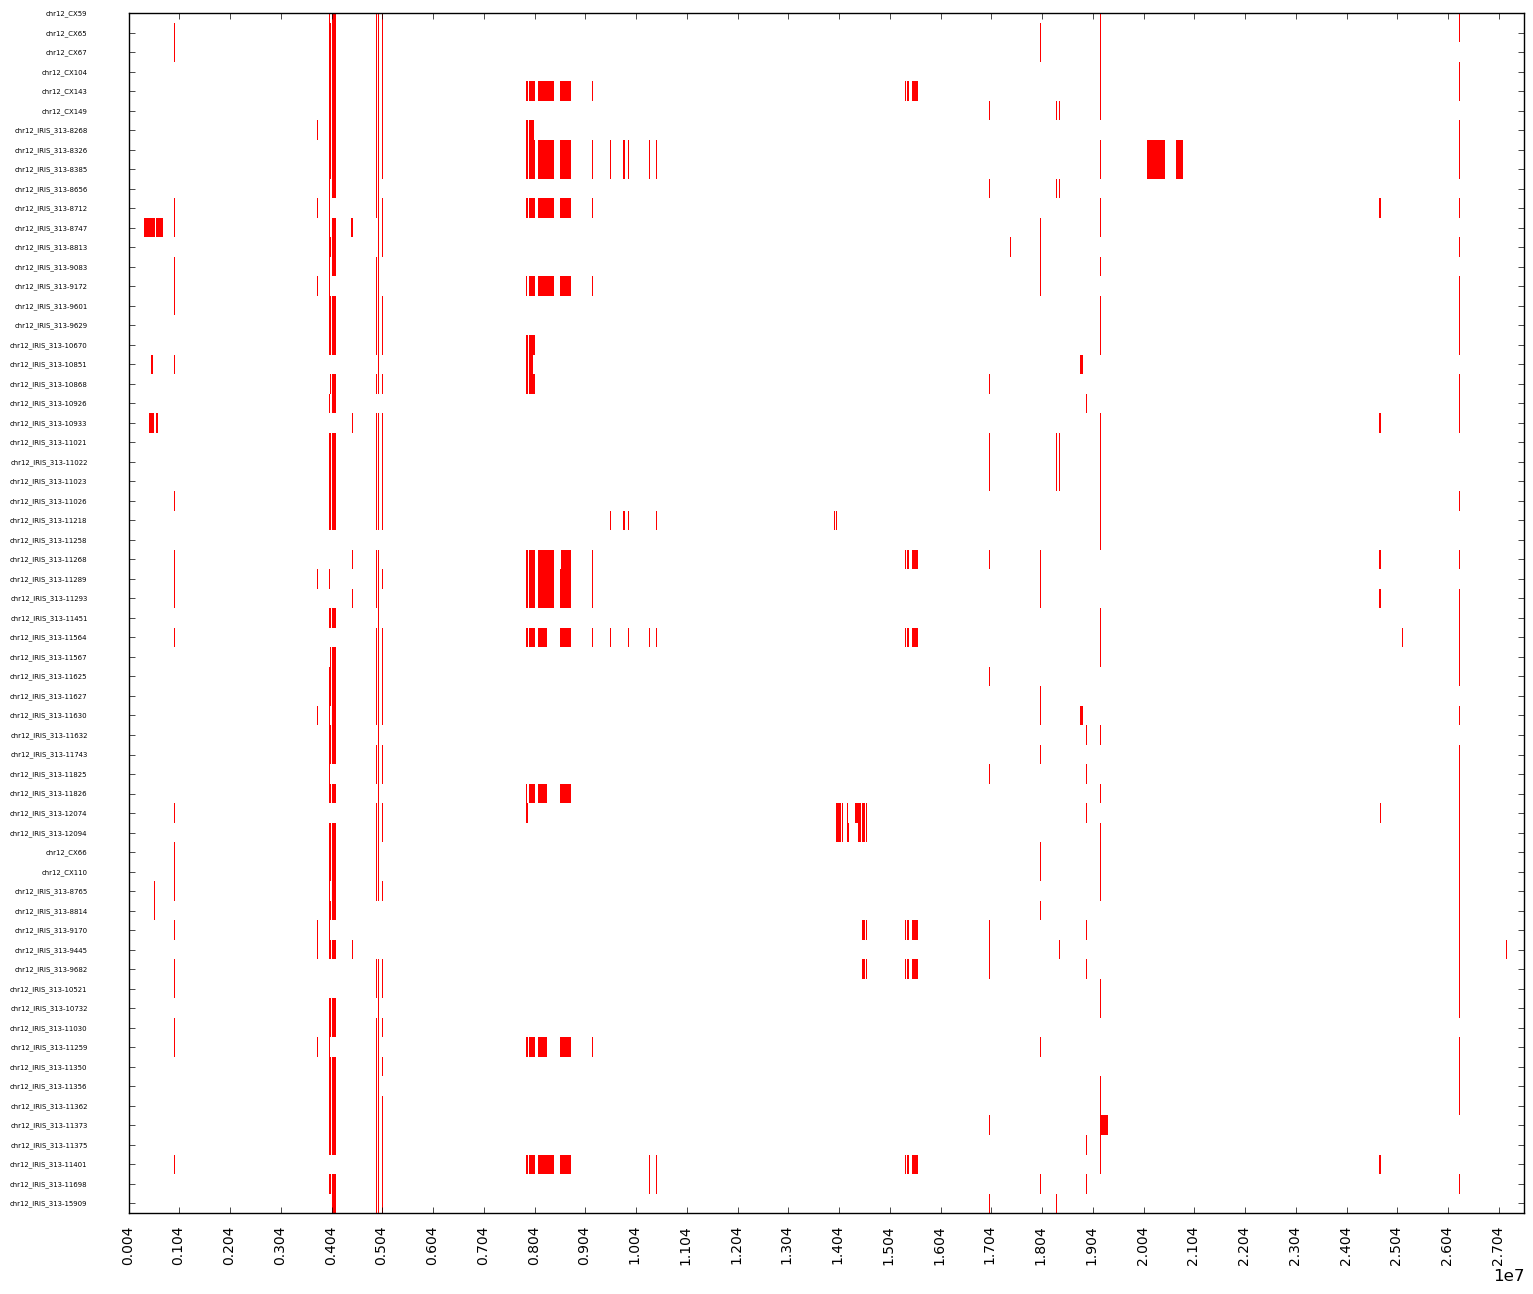 chr12_CX59
chr12_CX65
chr12_CX67
chr12_CX104
chr12_CX143
chr12_CX149
chr12_IRIS_313-8268
chr12_IRIS_313-8326
chr12_IRIS_313-8385
chr12_IRIS_313-8656
chr12_IRIS_313-8712
chr12_IRIS_313-8747
chr12_IRIS_313-8813
chr12_IRIS_313-9083
chr12_IRIS_313-9172
chr12_IRIS_313-9601
chr12_IRIS_313-9629
chr12_IRIS_313-10670
chr12_IRIS_313-10851
chr12_IRIS_313-10868
chr12_IRIS_313-10926
chr12_IRIS_313-10933
chr12_IRIS_313-11021
chr12_IRIS_313-11022
chr12_IRIS_313-11023
chr12_IRIS_313-11026
chr12_IRIS_313-11218
chr12_IRIS_313-11258
chr12_IRIS_313-11268
chr12_IRIS_313-11289
chr12_IRIS_313-11293
chr12_IRIS_313-11451
chr12_IRIS_313-11564
chr12_IRIS_313-11567
chr12_IRIS_313-11625
chr12_IRIS_313-11627
chr12_IRIS_313-11630
chr12_IRIS_313-11632
chr12_IRIS_313-11743
chr12_IRIS_313-11825
chr12_IRIS_313-11826
chr12_IRIS_313-12074
chr12_IRIS_313-12094
chr12_CX66
chr12_CX110
chr12_IRIS_313-8765
chr12_IRIS_313-8814
chr12_IRIS_313-9170
chr12_IRIS_313-9445
chr12_IRIS_313-9682
chr12_IRIS_313-10521
chr12_IRIS_313-10732
chr12_IRIS_313-11030
chr12_IRIS_313-11259
chr12_IRIS_313-11350
chr12_IRIS_313-11356
chr12_IRIS_313-11362
chr12_IRIS_313-11373
chr12_IRIS_313-11375
chr12_IRIS_313-11401
chr12_IRIS_313-11698
chr12_IRIS_313-15909
0.004 0.104 0.204 0.304 0.404 0.504 0.604 0.704 0.804 0.904 1.004 1.104 1.204 1.304 1.404 1.504 1.604 1.704 1.804 1.904 2.004 2.104 2.204 2.304 2.404 2.504 2.604 2.704
1e7